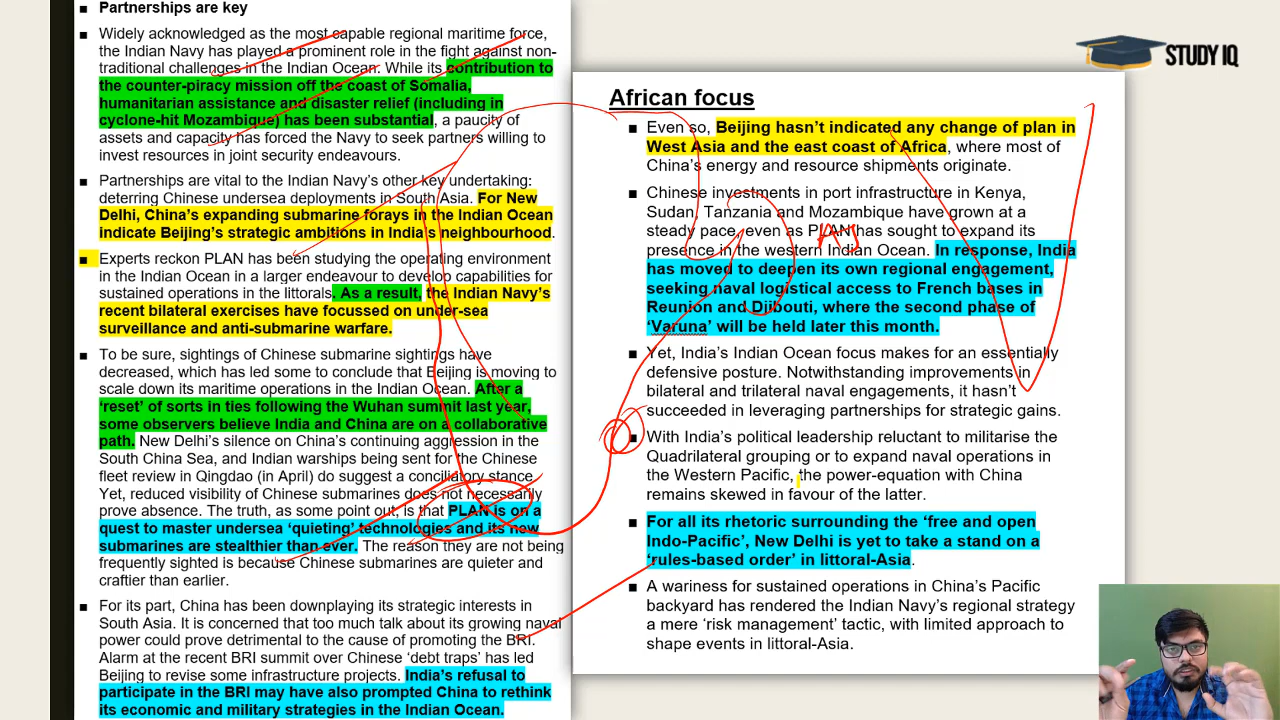 Partnerships are key
Widely acknowledged as the most capable regional maritime force,
the Indian Navy has played a prominent role in the fight against non-
traditional challenges in the Indian Ocean. While its contribution to
the counter-piracy mission off the coast of Somalia,
humanitarian assistance and disaster relief (including in
cyclone-hit Mozambique) has been substantial, a paucity of
assets and capacity has forced the Navy to seek partners willing to
invest resources in joint security endeavours.
Partnerships are vital to the Indian Navy's other key undertaking:
deterring Chinese undersea deployments in South Asia. For New
Delhi, China's expanding submarine forays in the Indian Ocean
indicate Beijing's strategic ambitions in India's neighbourhood.
Experts reckon PLAN has been studying the operating environment
in the Indian Ocean in a larger endeavour to develop capabilities for
sustained operations in the littorals. As a result, the Indian Navy's
recent bilateral exercises have focussed on under-sea
surveillance and anti-submarine warfare.
To be sure, sightings of Chinese submarine sightings have
decreased, which has led some to conclude that Beijing is moving to
scale down its maritime operations in the Indian Ocean. After a
'reset' of sorts in ties following the Wuhan summit last year,
some observers believe India and China are on a collaborative
path. New Delhi's silence on China's continuing aggression in the
South China Sea, and Indian warships being sent for the Chinese
fleet review in Qingdao (in April) do suggest a conciliatory stance.
Yet, reduced visibility of Chinese submarines does not necessarily
prove absence. The truth, as some point out, is that PLAN is on a
quest to master undersea 'quieting' technologies and its new
submarines are stealthier than ever. The reason they are not being
frequently sighted is because Chinese submarines are quieter and
craftier than earlier.
For its part, China has been downplaying its strategic interests in
South Asia. It is concerned that too much talk about its growing naval
power could prove detrimental to the cause of promoting the BRI.
Alarm at the recent BRI summit over Chinese 'debt traps' has led
Beijing to revise some infrastructure projects. India's refusal to
participate in the BRI may have also prompted China to rethink
its economic and military strategies in the Indian Ocean.
STUDY IQ
African focus
Even so, Beijing hasn't indicated any change of plan in
West Asia and the east coast of Africa, where most of
China's energy and resource shipments originate.
Chinese investments in port infrastructure in Kenya,
Sudan, Tanzania and Mozambique have grown at a
steady pace, even as PLAN has sought to expand its
presence in the western Indian Ocean. In response, India
has moved to deepen its own regional engagement,
seeking naval logistical access to French bases in
Reunion and Djibouti, where the second phase of
'Varuna' will be held later this month.
Yet, India's Indian Ocean focus makes for an essentially
defensive posture. Notwithstanding improvements in
bilateral and trilateral naval engagements, it hasn't
succeeded in leveraging partnerships for strategic gains.
With India's political leadership reluctant to militarise the
Quadrilateral grouping or to expand naval operations in
the Western Pacific, the power-equation with China
remains skewed in favour of the latter.
For all its rhetoric surrounding the 'free and open
Indo-Pacific', New Delhi is yet to take a stand on a
'rules-based order' in littoral-Asia.
A wariness for sustained operations in China's Pacific
backyard has rendered the Indian Navy's regional strategy
a mere 'risk management' tactic, with limited approach to
shape events in littoral-Asia.